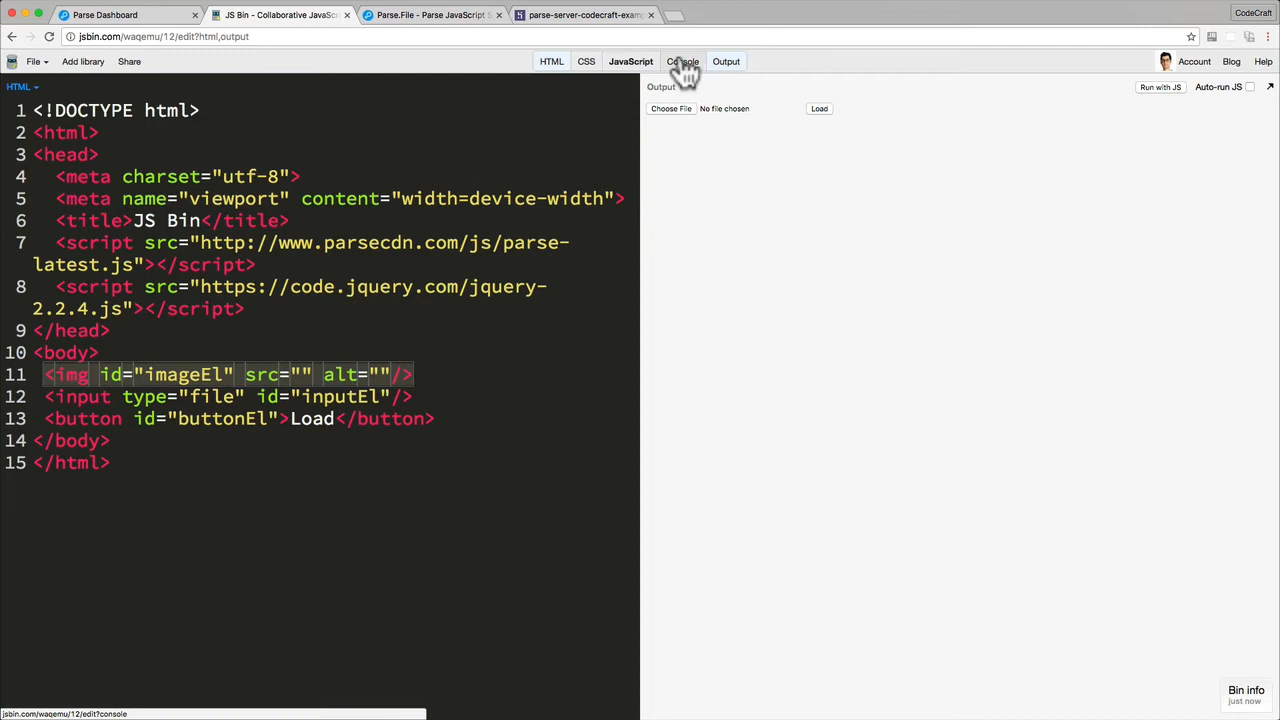 Parse Dashboard
JS Bin - Collaborative JavaScri
Parse.File - Parse JavaScript S
parse-server-codecraft-examp
CodeCraft
jsbin.com/waqemu/12/edit?html,output
File
Add library
Share
HTML
CSS
JavaScript
Console
Output
Account
Blog
Help
HTML
Output
Run with JS
Auto-run JS
1 <!DOCTYPE html>
2 <html>
3 <head>
4 <meta charset="utf-8">
5 <meta name="viewport" content="width=device-width">
6 <title>JS Bin</title>
7 <script src="http://www.parsecdn.com/js/parse-
latest.js"></script>
8 <script src="https://code.jquery.com/jquery-
2.2.4.js"></script>
9 </head>
10 <body>
11 <img id="imageEl" src="" alt=""/>
12 <input type="file" id="inputEl"/>
13 <button id="buttonEl">Load</button>
14 </body>
15 </html>
Choose File No file chosen
Load
Bin info
just now
jsbin.com/waqemu/12/edit?console